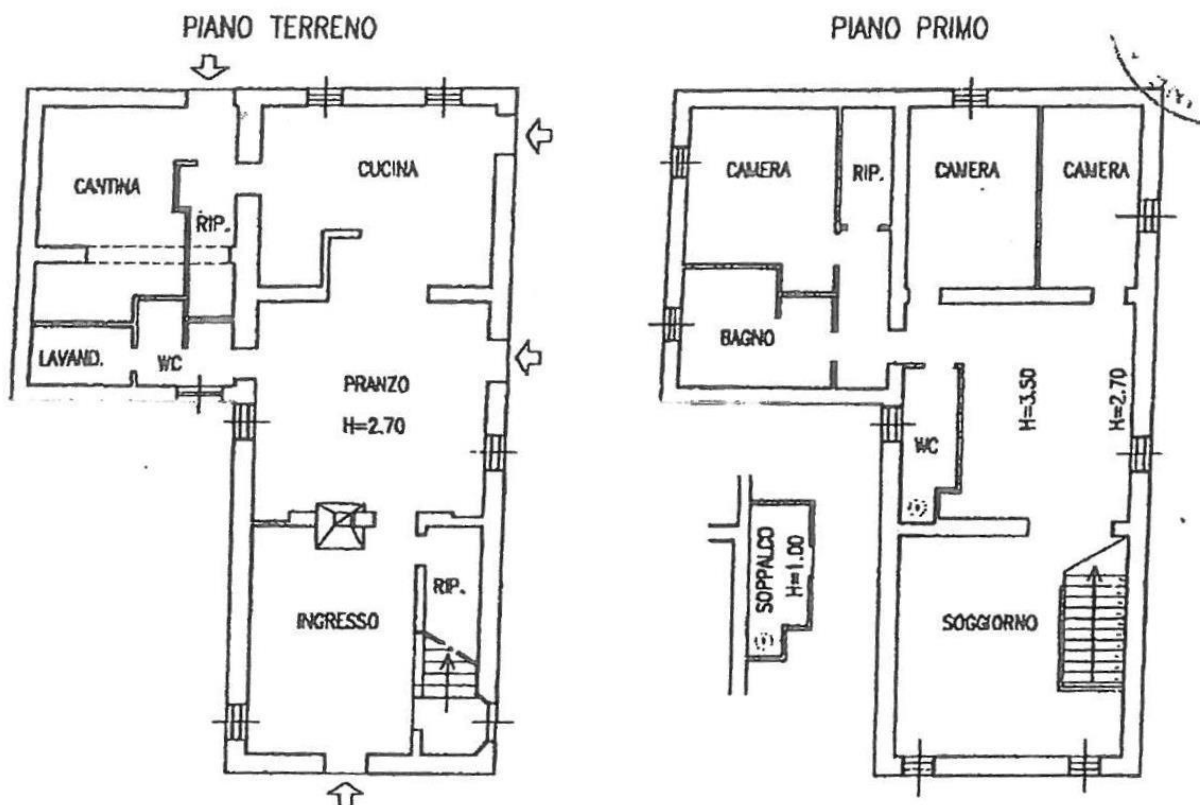 PIANO TERRENO
CANTINA
CUCINA
RIP.
LAVAND.
WC
PRANZO
H=2.70
INGRESSO
RIP.
PIANO PRIMO
CAMERA
RIP.
CAMERA
CAMERA
BAGNO
H=3.50
H=2.70
WC
SOPPALCO
H=1.00
SOGGIORNO